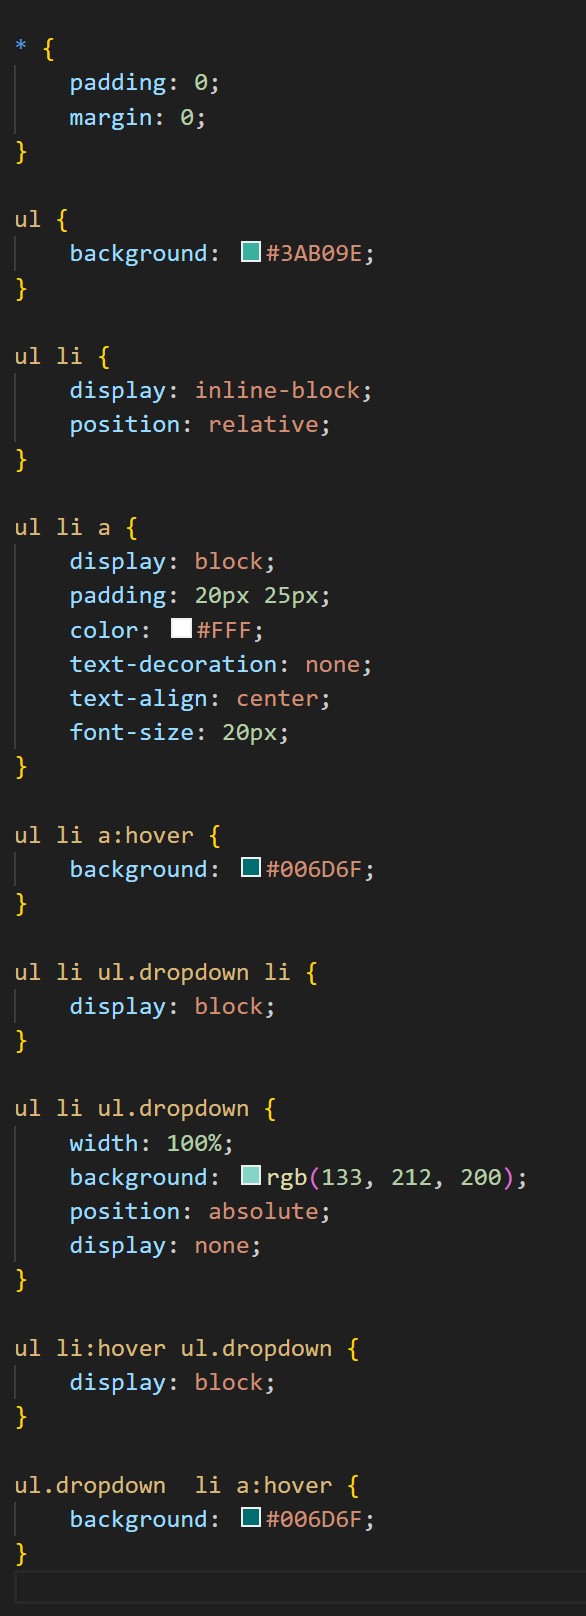 * {
    padding: 0;
    margin: 0;
}

ul {
    background: #3AB09E;
}

ul li {
    display: inline-block;
    position: relative;
}

ul li a {
    display: block;
    padding: 20px 25px;
    color: #FFF;
    text-decoration: none;
    text-align: center;
    font-size: 20px;
}

ul li a:hover {
    background: #006D6F;
}

ul li ul.dropdown li {
    display: block;
}

ul li ul.dropdown {
    width: 100%;
    background: rgb(133, 212, 200);
    position: absolute;
    display: none;
}

ul li:hover ul.dropdown {
    display: block;
}

ul.dropdown  li a:hover {
    background: #006D6F;
}